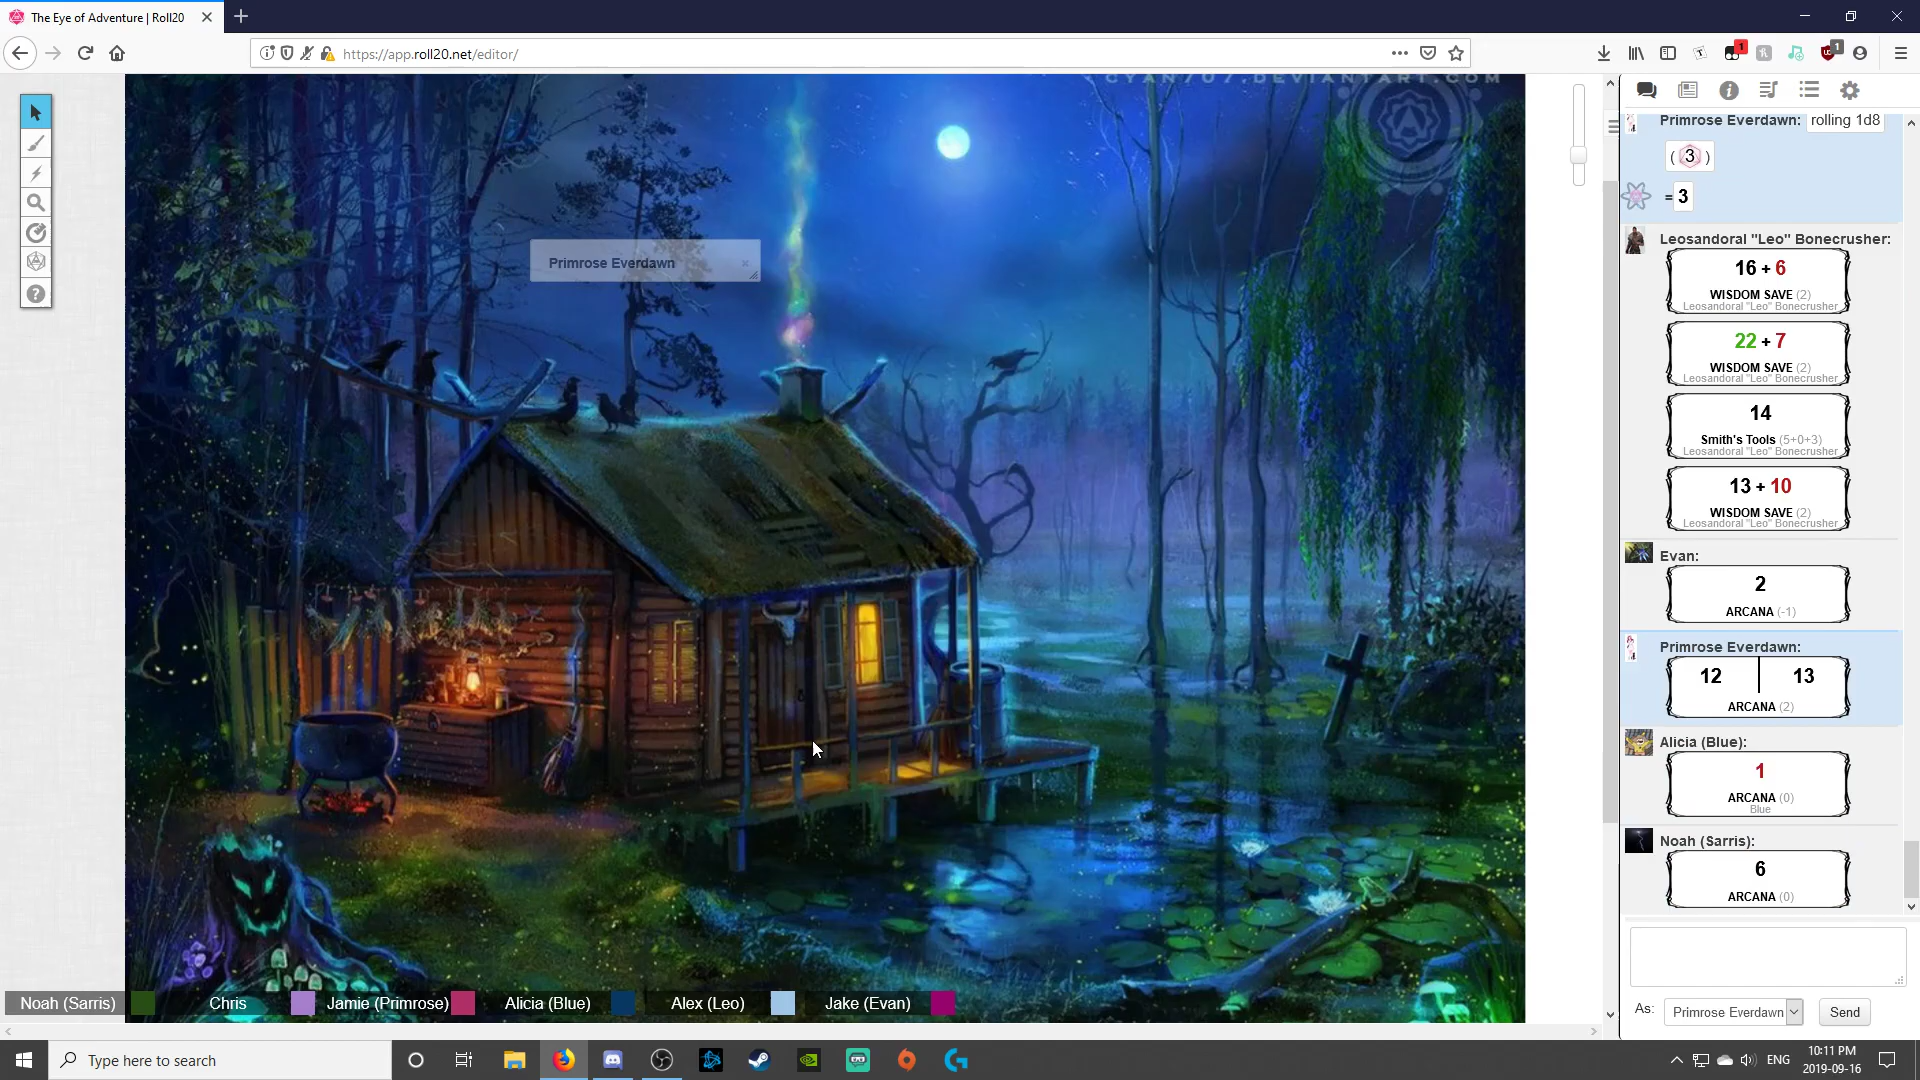 The Eye of Adventure | Roll20
https://app.roll20.net/editor/
1
1
CYAN707.DEVIANTART.COM
Primrose Everdawn
Primrose Everdawn: rolling 1d8
( 3 )
=3
Leosandoral "Leo" Bonecrusher:
16 + 6
WISDOM SAVE (2)
Leosandoral "Leo" Bonecrusher
22 + 7
WISDOM SAVE (2)
Leosandoral "Leo" Bonecrusher
14
Smith's Tools (5+0+3)
Leosandoral "Leo" Bonecrusher
13 + 10
WISDOM SAVE (2)
Leosandoral "Leo" Bonecrusher
Evan:
2
ARCANA (-1)
Primrose Everdawn:
12 13
ARCANA (2)
Alicia (Blue):
1
ARCANA (0)
Blue
Noah (Sarris):
6
ARCANA (0)
Noah (Sarris) Chris Jamie (Primrose) Alicia (Blue) Alex (Leo) Jake (Evan)
As: Primrose Everdawn Send
Type here to search
ENG
10:11 PM
2019-09-16